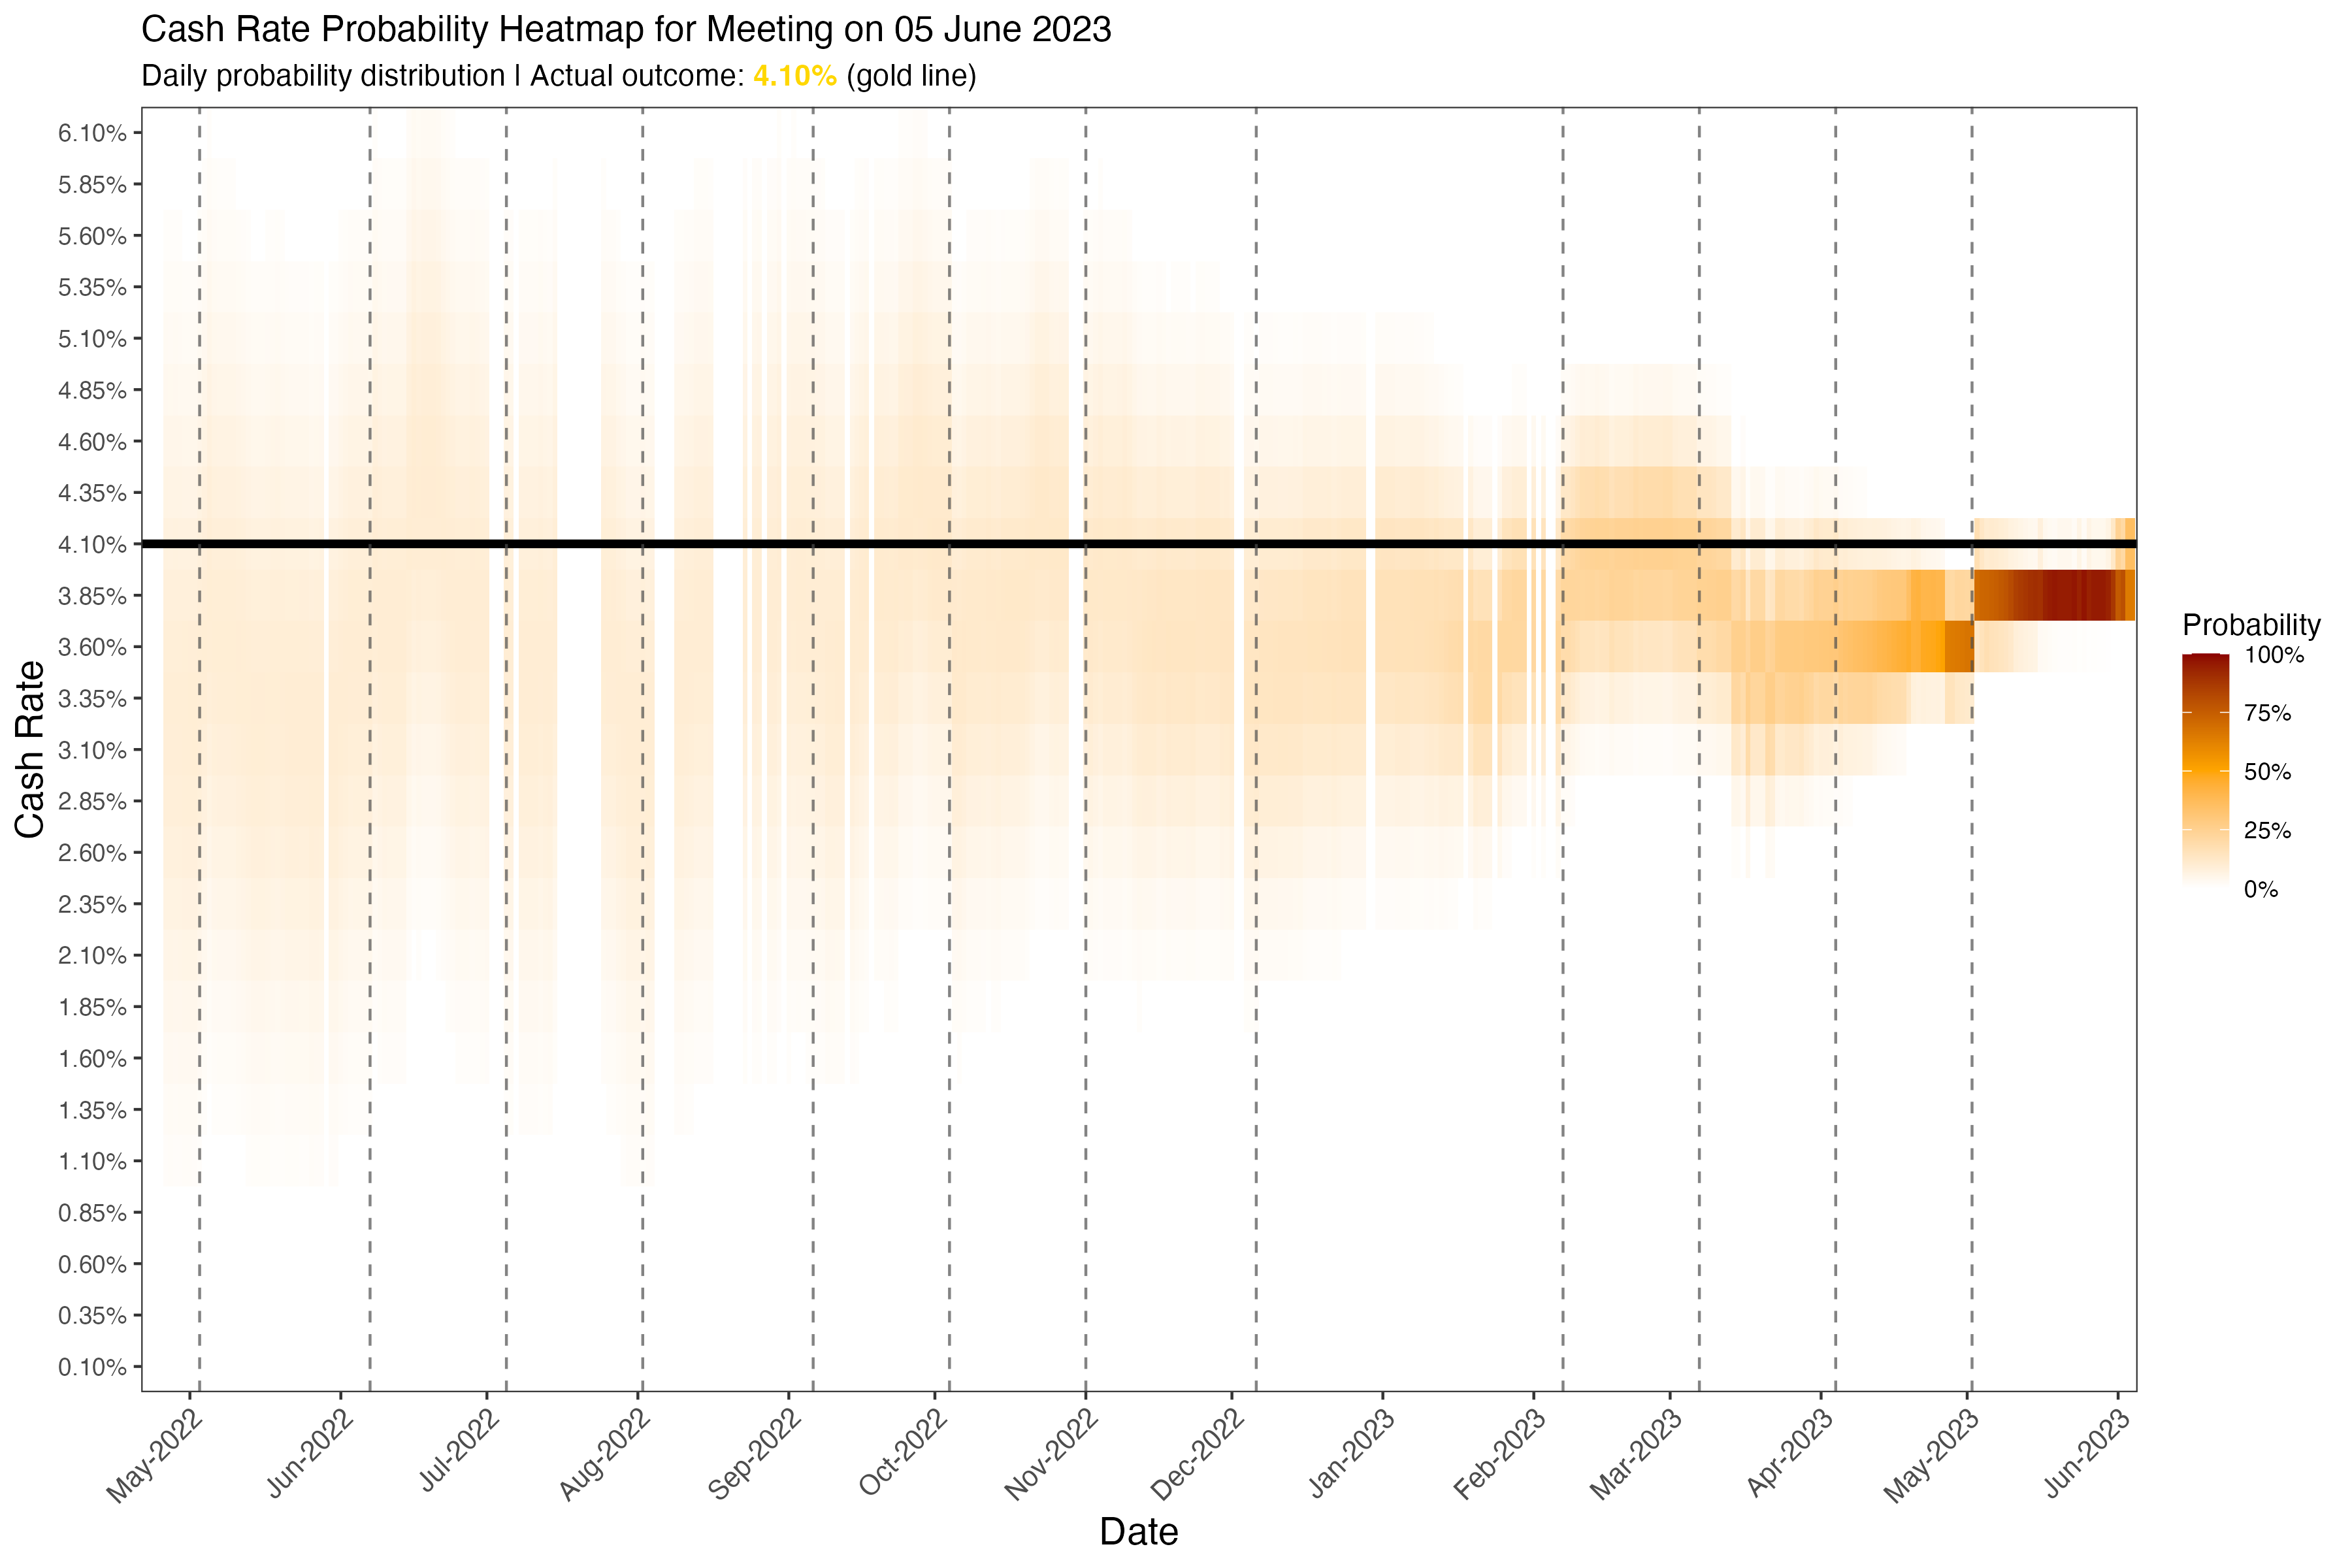 Cash Rate Probability Heatmap for Meeting on 05 June 2023
Daily probability distribution | Actual outcome: 4.10% (gold line)
Cash Rate
6.10%
5.85%
5.60%
5.35%
5.10%
4.85%
4.60%
4.35%
4.10%
3.85%
3.60%
3.35%
3.10%
2.85%
2.60%
2.35%
2.10%
1.85%
1.60%
1.35%
1.10%
0.85%
0.60%
0.35%
0.10%
May-2022
Jun-2022
Jul-2022
Aug-2022
Sep-2022
Oct-2022
Nov-2022
Dec-2022
Jan-2023
Feb-2023
Mar-2023
Apr-2023
May-2023
Jun-2023
Date
Probability
100%
75%
50%
25%
0%